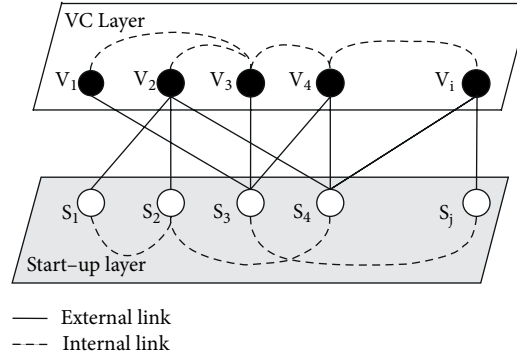 VC Layer
V1 V2 V3 V4 Vi
S1 S2 S3 S4 Sj
Start–up layer
External link
Internal link